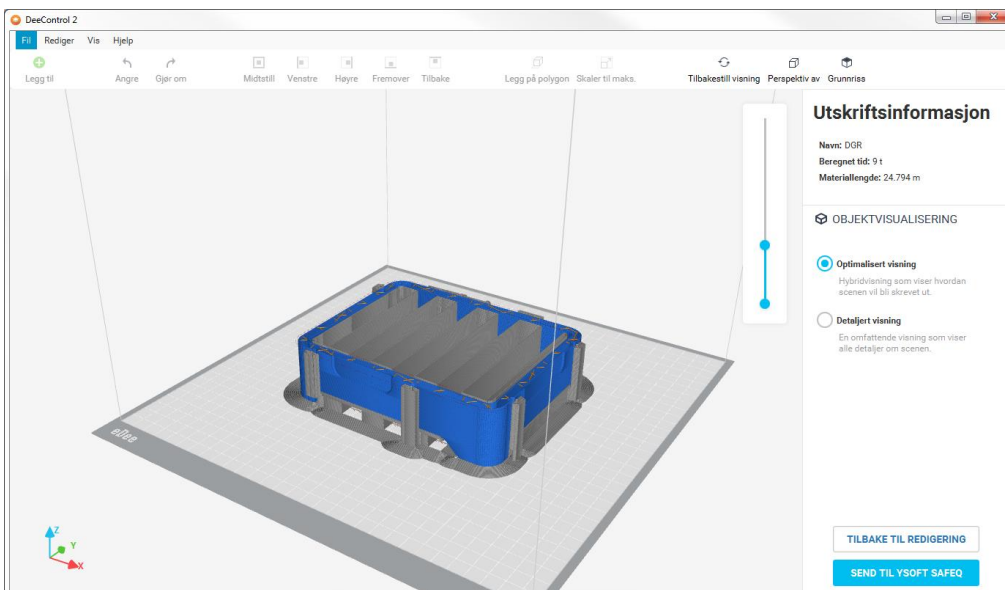 DeeControl 2
Fil Rediger Vis Hjelp
Legg til Angre Gjør om Midtstill Venstre Høyre Fremover Tilbake Legg på polygon Skaler til maks. Tilbakestill visning Perspektiv av Grunnriss
Utskriftsinformasjon
Navn: DGR
Beregnet tid: 9 t
Materiallengde: 24.794 m
OBJEKTVISUALISERING
Optimalisert visning
Hybridvisning som viser hvordan
scenen vil bli skrevet ut.
Detaljert visning
En omfattende visning som viser
alle detaljer om scenen.
eDee
Z
Y
X
TILBAKE TIL REDIGERING
SEND TIL YSOFT SAFEQ